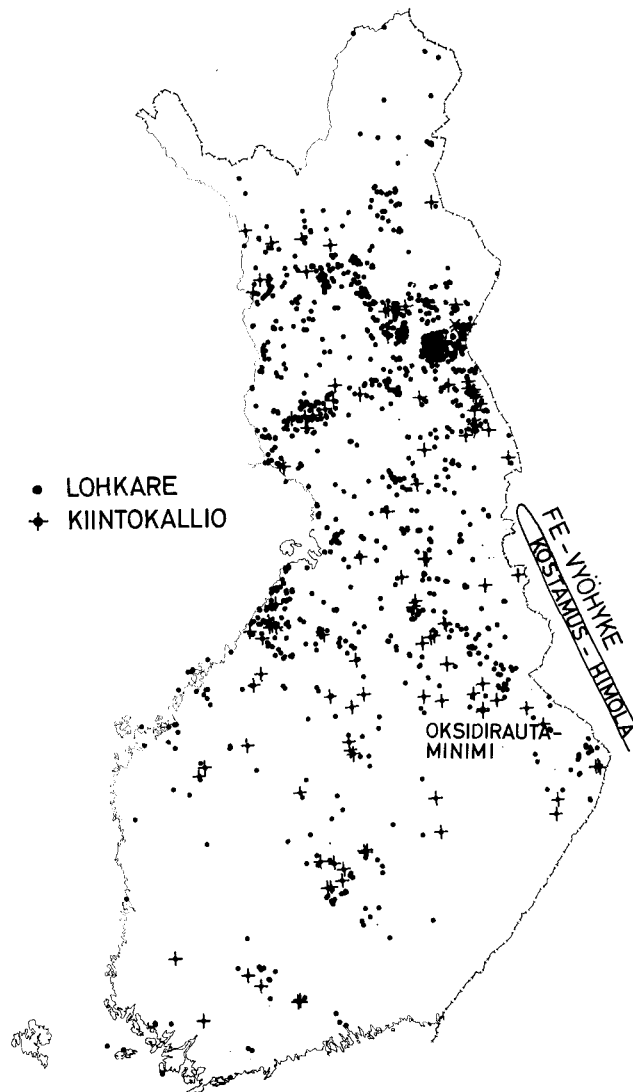 LOHKARE
KIINTOKALLIO
FE-VYÖHYKE
KOSTAMUS-HIMOLA
OKSIDIRAUTA-
MINIMI